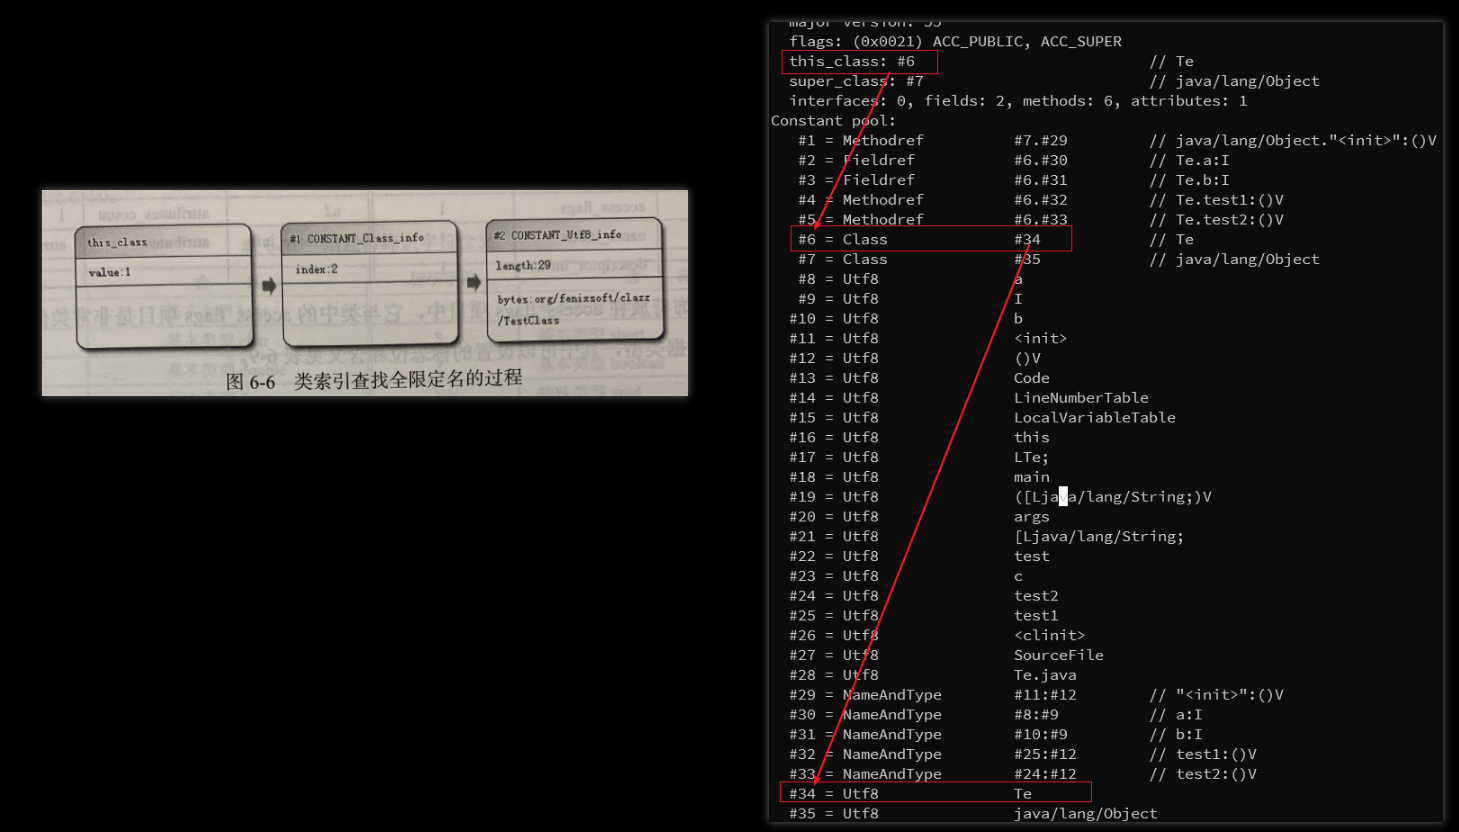 this_class
value:1
#1 CONSTANT_Class_info
index:2
#2 CONSTANT_Utf8_info
length:29
bytes:org/fenixsoft/clazz
/TestClass
图 6-6 类索引查找全限定名的过程
major version: 55
flags: (0x0021) ACC_PUBLIC, ACC_SUPER
this_class: #6 // Te
super_class: #7 // java/lang/Object
interfaces: 0, fields: 2, methods: 6, attributes: 1
Constant pool:
#1 = Methodref #7.#29 // java/lang/Object."<init>":()V
#2 = Fieldref #6.#30 // Te.a:I
#3 = Fieldref #6.#31 // Te.b:I
#4 = Methodref #6.#32 // Te.test1:()V
#5 = Methodref #6.#33 // Te.test2:()V
#6 = Class #34 // Te
#7 = Class #35 // java/lang/Object
#8 = Utf8 a
#9 = Utf8 I
#10 = Utf8 b
#11 = Utf8 <init>
#12 = Utf8 ()V
#13 = Utf8 Code
#14 = Utf8 LineNumberTable
#15 = Utf8 LocalVariableTable
#16 = Utf8 this
#17 = Utf8 LTe;
#18 = Utf8 main
#19 = Utf8 ([Ljava/lang/String;)V
#20 = Utf8 args
#21 = Utf8 [Ljava/lang/String;
#22 = Utf8 test
#23 = Utf8 c
#24 = Utf8 test2
#25 = Utf8 test1
#26 = Utf8 <clinit>
#27 = Utf8 SourceFile
#28 = Utf8 Te.java
#29 = NameAndType #11:#12 // "<init>":()V
#30 = NameAndType #8:#9 // a:I
#31 = NameAndType #10:#9 // b:I
#32 = NameAndType #25:#12 // test1:()V
#33 = NameAndType #24:#12 // test2:()V
#34 = Utf8 Te
#35 = Utf8 java/lang/Object